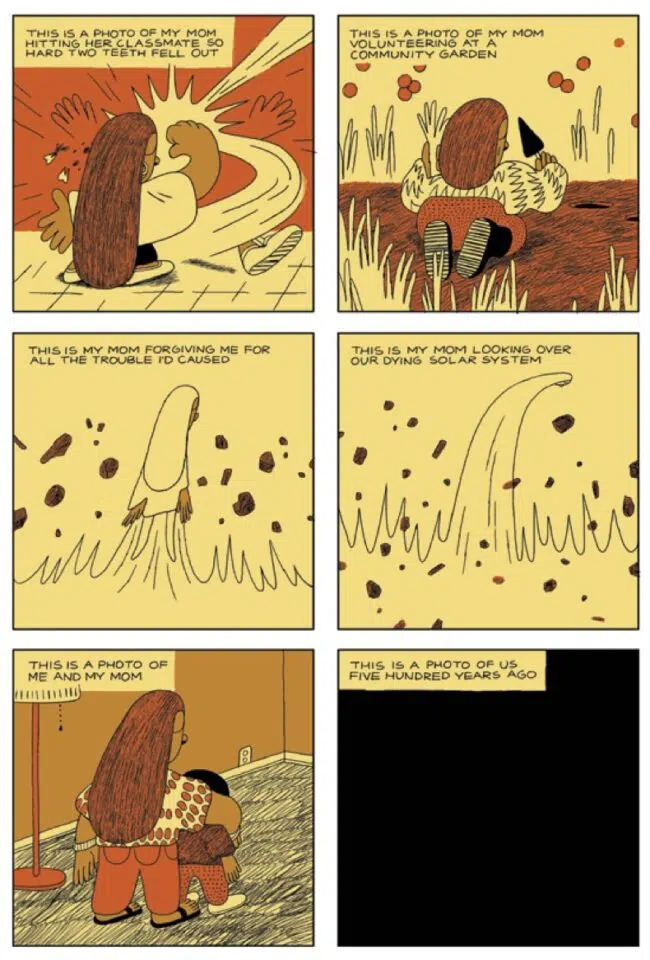 THIS IS A PHOTO OF MY MOM
HITTING HER CLASSMATE SO
HARD TWO TEETH FELL OUT
THIS IS A PHOTO OF MY MOM
VOLUNTEERING AT A
COMMUNITY GARDEN
THIS IS MY MOM FORGIVING ME FOR
ALL THE TROUBLE I'D CAUSED
THIS IS MY MOM LOOKING OVER
OUR DYING SOLAR SYSTEM
THIS IS A PHOTO OF
ME AND MY MOM
THIS IS A PHOTO OF US
FIVE HUNDRED YEARS AGO